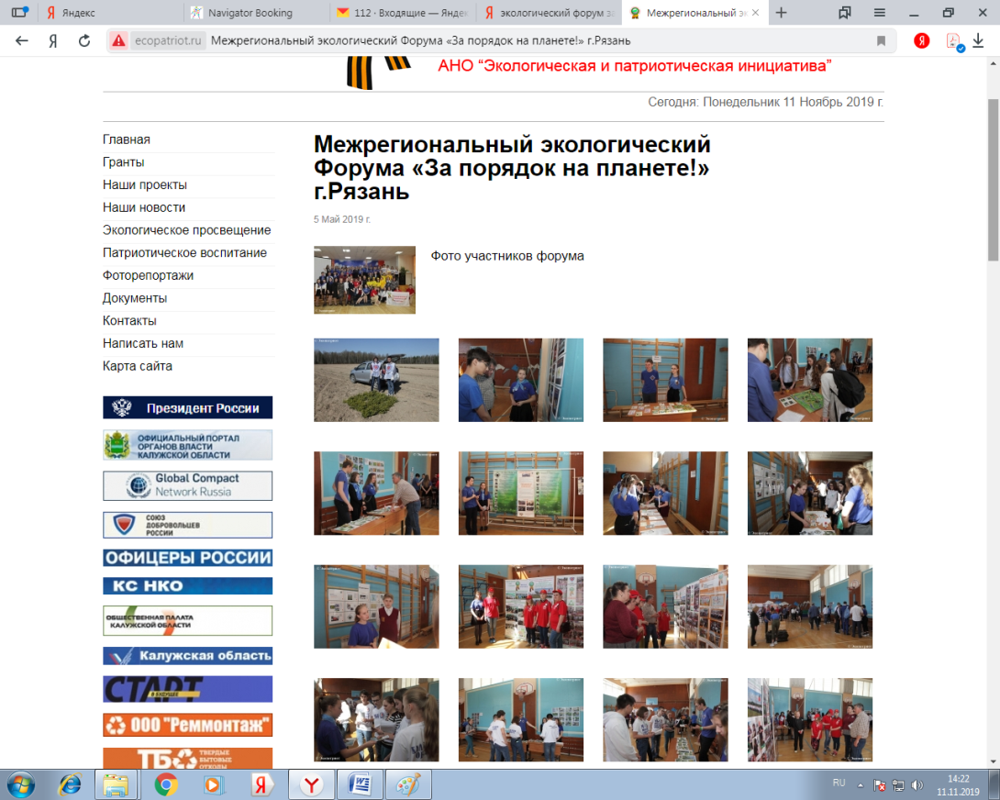 Яндекс
Navigator Booking
112 · Входящие — Яндек
экологический форум за
Межрегиональный эк
ecopatriot.ru
Межрегиональный экологический Форума «За порядок на планете!» г.Рязань
АНО “Экологическая и патриотическая инициатива”
Сегодня: Понедельник 11 Ноябрь 2019 г.
Главная
Гранты
Наши проекты
Наши новости
Экологическое просвещение
Патриотическое воспитание
Фоторепортажи
Документы
Контакты
Написать нам
Карта сайта
Президент России
ОФИЦИАЛЬНЫЙ ПОРТАЛ
ОРГАНОВ ВЛАСТИ
КАЛУЖСКОЙ ОБЛАСТИ
Global Compact
Network Russia
СОЮЗ
ДОБРОВОЛЬЦЕВ
РОССИИ
ОФИЦЕРЫ РОССИИ
КС НКО
ОБЩЕСТВЕННАЯ ПАЛАТА
КАЛУЖСКОЙ ОБЛАСТИ
Калужская область
СТАРТ
В БУДУЩЕЕ
ООО "Реммонтаж"
ТБО
ТВЕРДЫЕ
БЫТОВЫЕ
ОТХОДЫ
Межрегиональный экологический
Форума «За порядок на планете!»
г.Рязань
5 Май 2019 г.
Фото участников форума
RU
14:22
11.11.2019